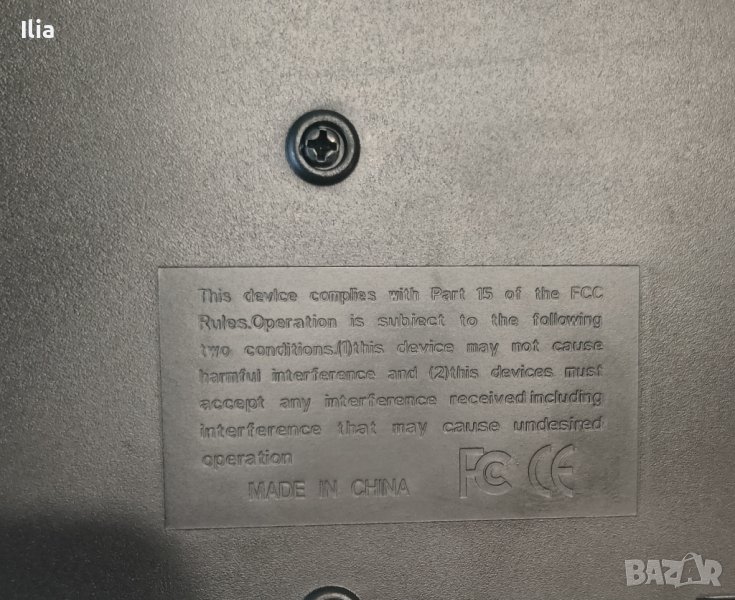 Ilia
This device complies with Part 15 of the FCC
Rules.Operation is subiect to the following
two conditions.(1)this device may not cause
harmful interference and (2)this devices must
accept any interference received including
interference that may cause undesired
operation
MADE IN CHINA FC CE
BAZAR